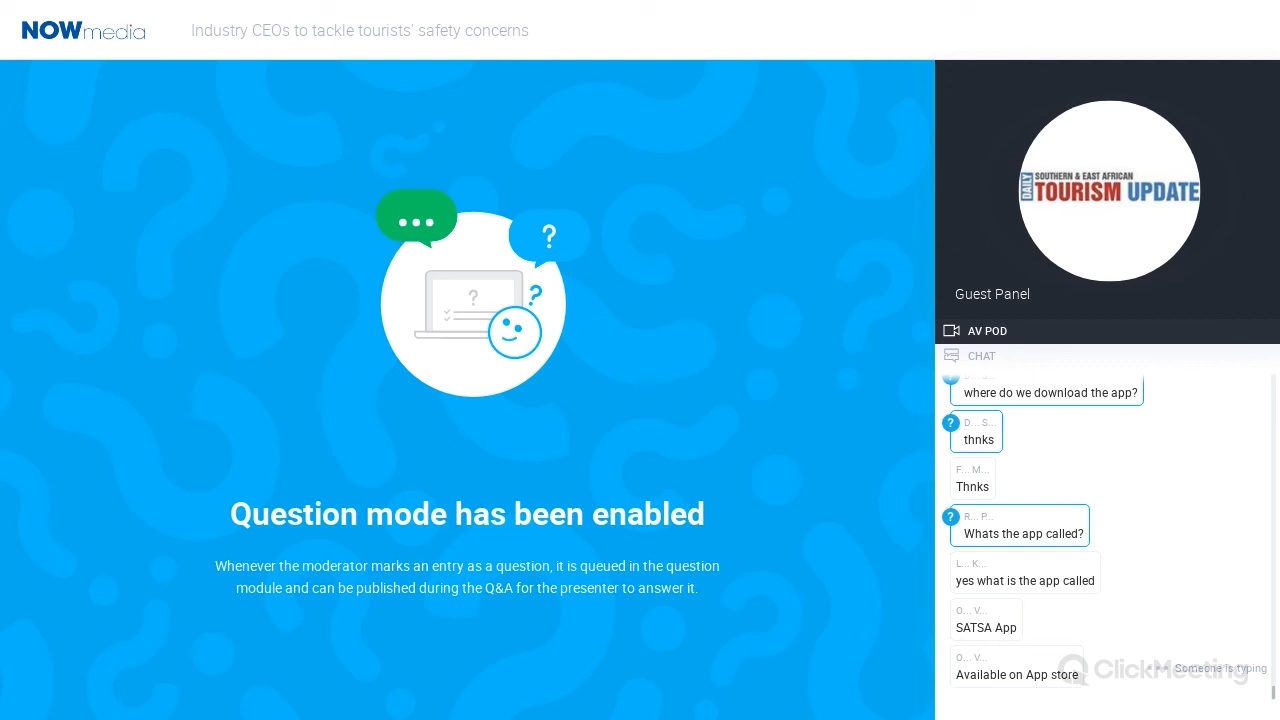 NOWmedia
Industry CEOs to tackle tourists' safety concerns
?
?
?
Question mode has been enabled
Whenever the moderator marks an entry as a question, it is queued in the question
module and can be published during the Q&A for the presenter to answer it.
DAILY
SOUTHERN & EAST AFRICAN
TOURISM UPDATE
Guest Panel
AV POD
CHAT
where do we download the app?
?
D... S...
thnks
F... M...
Thnks
?
R... P...
Whats the app called?
L... K...
yes what is the app called
O... V...
SATSA App
O... V...
Available on App store
ClickMeeting
Someone is typing